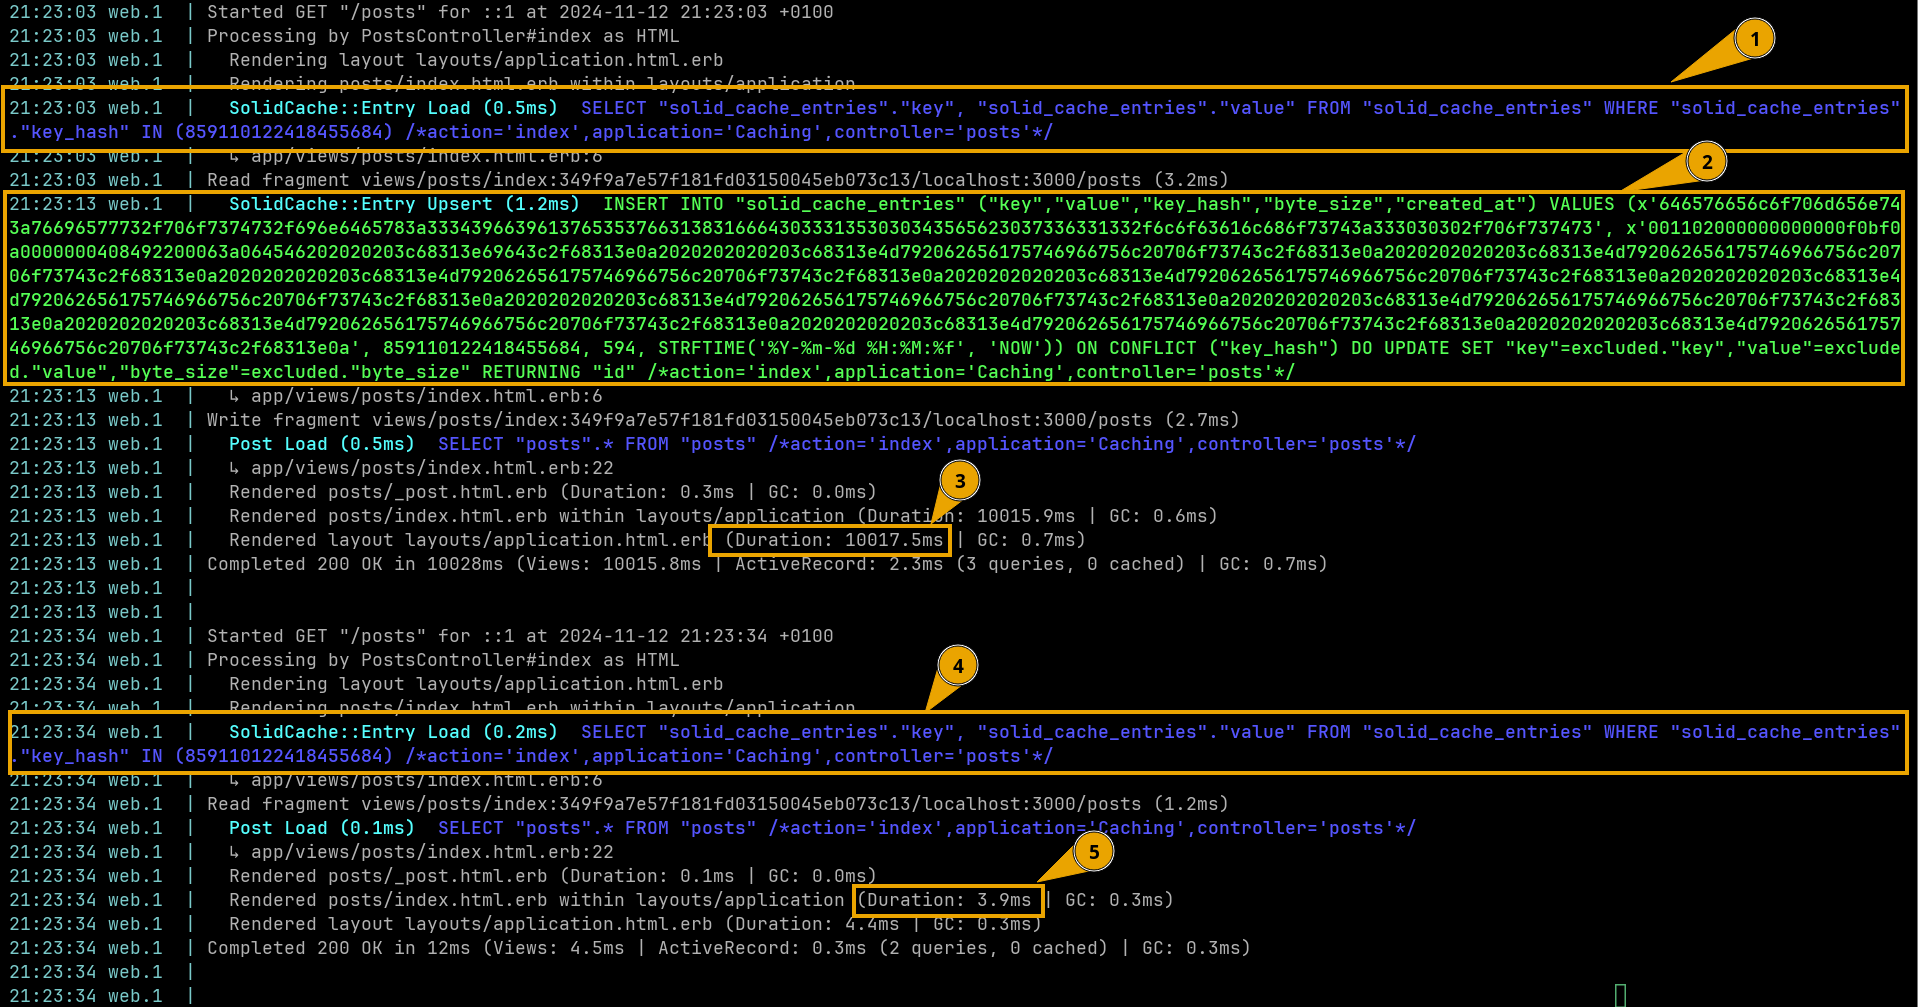 21:23:03 web.1 | Started GET "/posts" for ::1 at 2024-11-12 21:23:03 +0100
21:23:03 web.1 | Processing by PostsController#index as HTML
21:23:03 web.1 | Rendering layout layouts/application.html.erb
21:23:03 web.1 | Rendering posts/index.html.erb within layouts/application
1
21:23:03 web.1 | SolidCache::Entry Load (0.5ms) SELECT "solid_cache_entries"."key", "solid_cache_entries"."value" FROM "solid_cache_entries" WHERE "solid_cache_entries"
."key_hash" IN (859110122418455684) /*action='index',application='Caching',controller='posts'*/
21:23:03 web.1 | ↳ app/views/posts/index.html.erb:6
2
21:23:03 web.1 | Read fragment views/posts/index:349f9a7e57f181fd03150045eb073c13/localhost:3000/posts (3.2ms)
21:23:13 web.1 | SolidCache::Entry Upsert (1.2ms) INSERT INTO "solid_cache_entries" ("key","value","key_hash","byte_size","created_at") VALUES (x'646576656c6f706d656e74
3a76696577732f706f7374732f696e6465783a33343966396137653537663138316664303331353030343565623037336331332f6c6f63616c686f73743a333030302f706f737473', x'001102000000000000f0bf0
a0000000408492200063a064546202020203c68313e69643c2f68313e0a2020202020203c68313e4d792062656175746966756c20706f73743c2f68313e0a2020202020203c68313e4d792062656175746966756c207
06f73743c2f68313e0a2020202020203c68313e4d792062656175746966756c20706f73743c2f68313e0a2020202020203c68313e4d792062656175746966756c20706f73743c2f68313e0a2020202020203c68313e4
d792062656175746966756c20706f73743c2f68313e0a2020202020203c68313e4d792062656175746966756c20706f73743c2f68313e0a2020202020203c68313e4d792062656175746966756c20706f73743c2f683
13e0a2020202020203c68313e4d792062656175746966756c20706f73743c2f68313e0a2020202020203c68313e4d792062656175746966756c20706f73743c2f68313e0a2020202020203c68313e4d7920626561757
46966756c20706f73743c2f68313e0a', 859110122418455684, 594, STRFTIME('%Y-%m-%d %H:%M:%f', 'NOW')) ON CONFLICT ("key_hash") DO UPDATE SET "key"=excluded."key","value"=exclude
d."value","byte_size"=excluded."byte_size" RETURNING "id" /*action='index',application='Caching',controller='posts'*/
21:23:13 web.1 | ↳ app/views/posts/index.html.erb:6
21:23:13 web.1 | Write fragment views/posts/index:349f9a7e57f181fd03150045eb073c13/localhost:3000/posts (2.7ms)
21:23:13 web.1 | Post Load (0.5ms) SELECT "posts".* FROM "posts" /*action='index',application='Caching',controller='posts'*/
21:23:13 web.1 | ↳ app/views/posts/index.html.erb:22
3
21:23:13 web.1 | Rendered posts/_post.html.erb (Duration: 0.3ms | GC: 0.0ms)
21:23:13 web.1 | Rendered posts/index.html.erb within layouts/application (Duration: 10015.9ms | GC: 0.6ms)
21:23:13 web.1 | Rendered layout layouts/application.html.erb (Duration: 10017.5ms | GC: 0.7ms)
21:23:13 web.1 | Completed 200 OK in 10028ms (Views: 10015.8ms | ActiveRecord: 2.3ms (3 queries, 0 cached) | GC: 0.7ms)
21:23:13 web.1 |
21:23:13 web.1 |
21:23:34 web.1 | Started GET "/posts" for ::1 at 2024-11-12 21:23:34 +0100
21:23:34 web.1 | Processing by PostsController#index as HTML
4
21:23:34 web.1 | Rendering layout layouts/application.html.erb
21:23:34 web.1 | Rendering posts/index.html.erb within layouts/application
21:23:34 web.1 | SolidCache::Entry Load (0.2ms) SELECT "solid_cache_entries"."key", "solid_cache_entries"."value" FROM "solid_cache_entries" WHERE "solid_cache_entries"
."key_hash" IN (859110122418455684) /*action='index',application='Caching',controller='posts'*/
21:23:34 web.1 | ↳ app/views/posts/index.html.erb:6
21:23:34 web.1 | Read fragment views/posts/index:349f9a7e57f181fd03150045eb073c13/localhost:3000/posts (1.2ms)
21:23:34 web.1 | Post Load (0.1ms) SELECT "posts".* FROM "posts" /*action='index',application='Caching',controller='posts'*/
21:23:34 web.1 | ↳ app/views/posts/index.html.erb:22
5
21:23:34 web.1 | Rendered posts/_post.html.erb (Duration: 0.1ms | GC: 0.0ms)
21:23:34 web.1 | Rendered posts/index.html.erb within layouts/application (Duration: 3.9ms | GC: 0.3ms)
21:23:34 web.1 | Rendered layout layouts/application.html.erb (Duration: 4.4ms | GC: 0.3ms)
21:23:34 web.1 | Completed 200 OK in 12ms (Views: 4.5ms | ActiveRecord: 0.3ms (2 queries, 0 cached) | GC: 0.3ms)
21:23:34 web.1 |
21:23:34 web.1 |